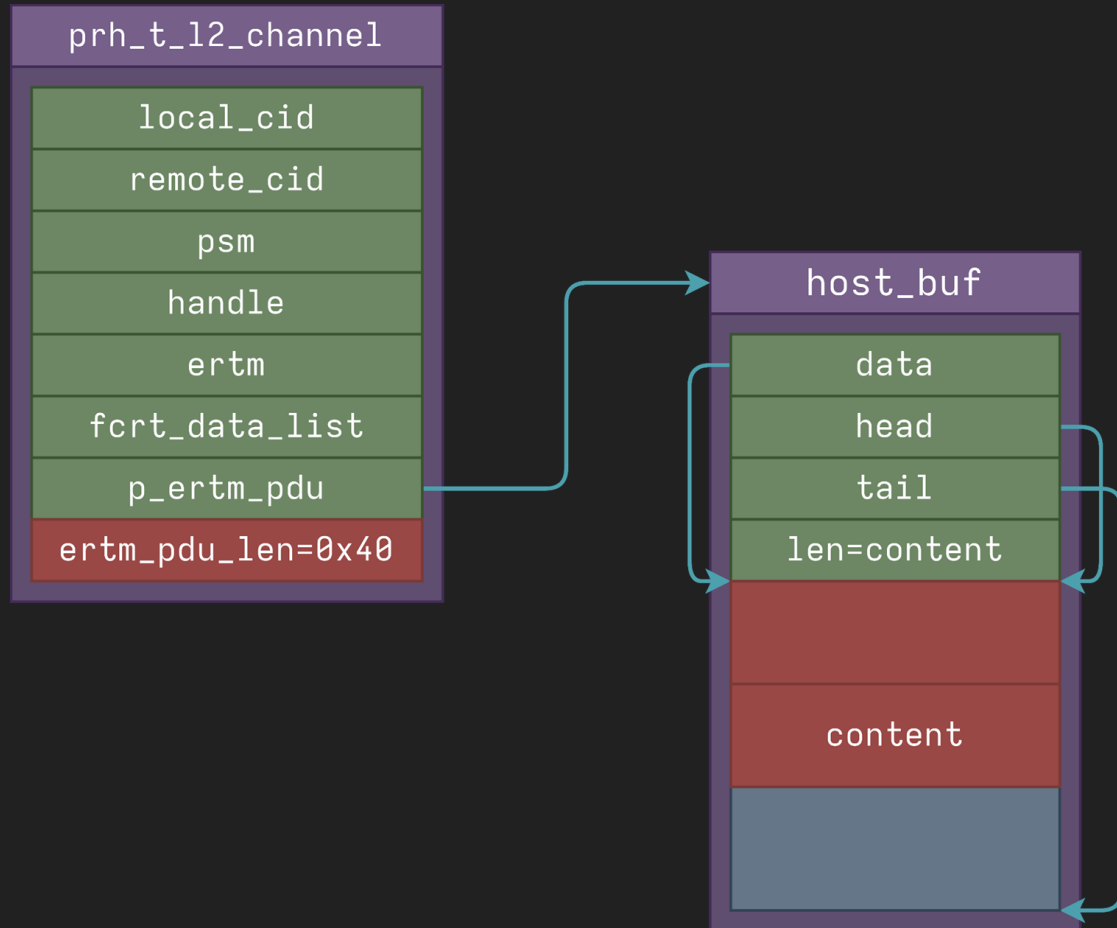 prh_t_l2_channel
local_cid
remote_cid
psm
handle
ertm
fcrt_data_list
p_ertm_pdu
ertm_pdu_len=0x40
host_buf
data
head
tail
len=content
content